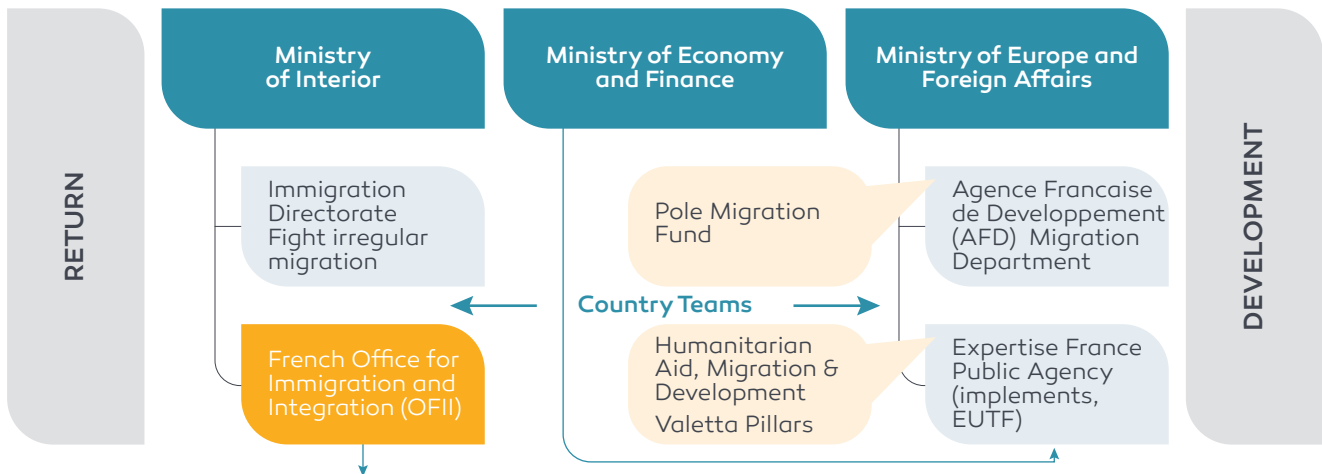 RETURN
Ministry
of Interior
Ministry of Economy
and Finance
Ministry of Europe and
Foreign Affairs
DEVELOPMENT
Immigration
Directorate
Fight irregular
migration
Pole Migration
Fund
Agence Francaise
de Developpement
(AFD) Migration
Department
Country Teams
French Office for
Immigration and
Integration (OFII)
Humanitarian
Aid, Migration &
Development
Valetta Pillars
Expertise France
Public Agency
(implements,
EUTF)